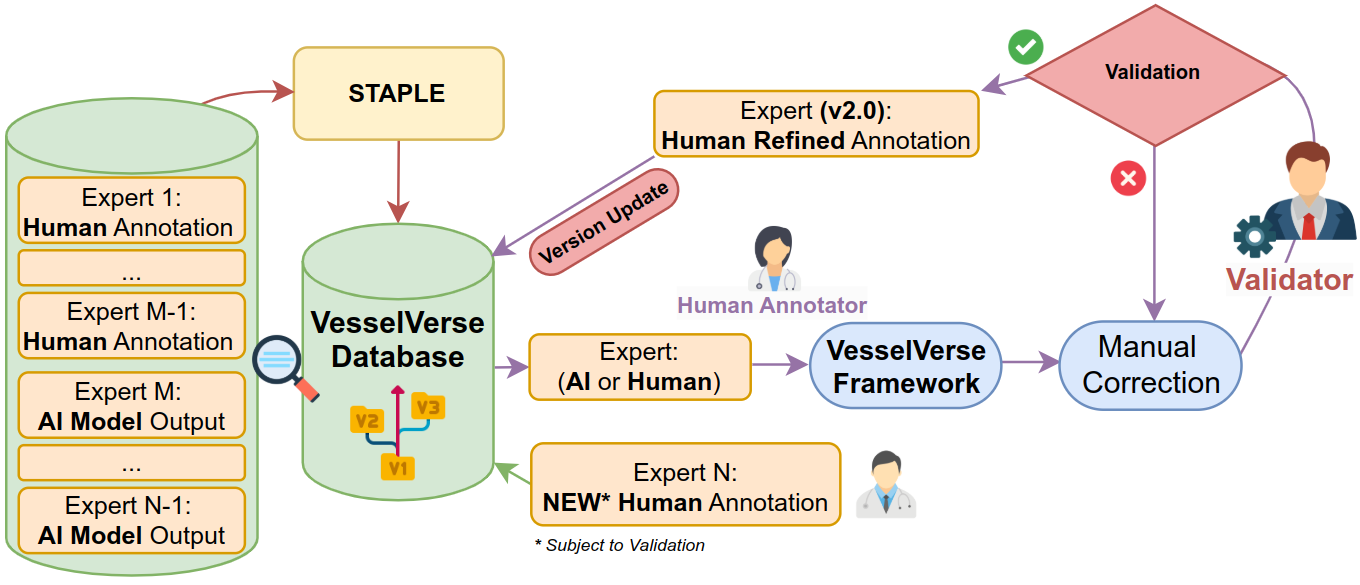 STAPLE
Validation
Expert (v2.0):
Human Refined Annotation
Expert 1:
Human Annotation
...
Expert M-1:
Human Annotation
Expert M:
AI Model Output
...
Expert N-1:
AI Model Output
Version Update
Human Annotator
Validator
VesselVerse
Database
V2
V3
V1
Expert:
(AI or Human)
VesselVerse
Framework
Manual
Correction
Expert N:
NEW* Human Annotation
* Subject to Validation